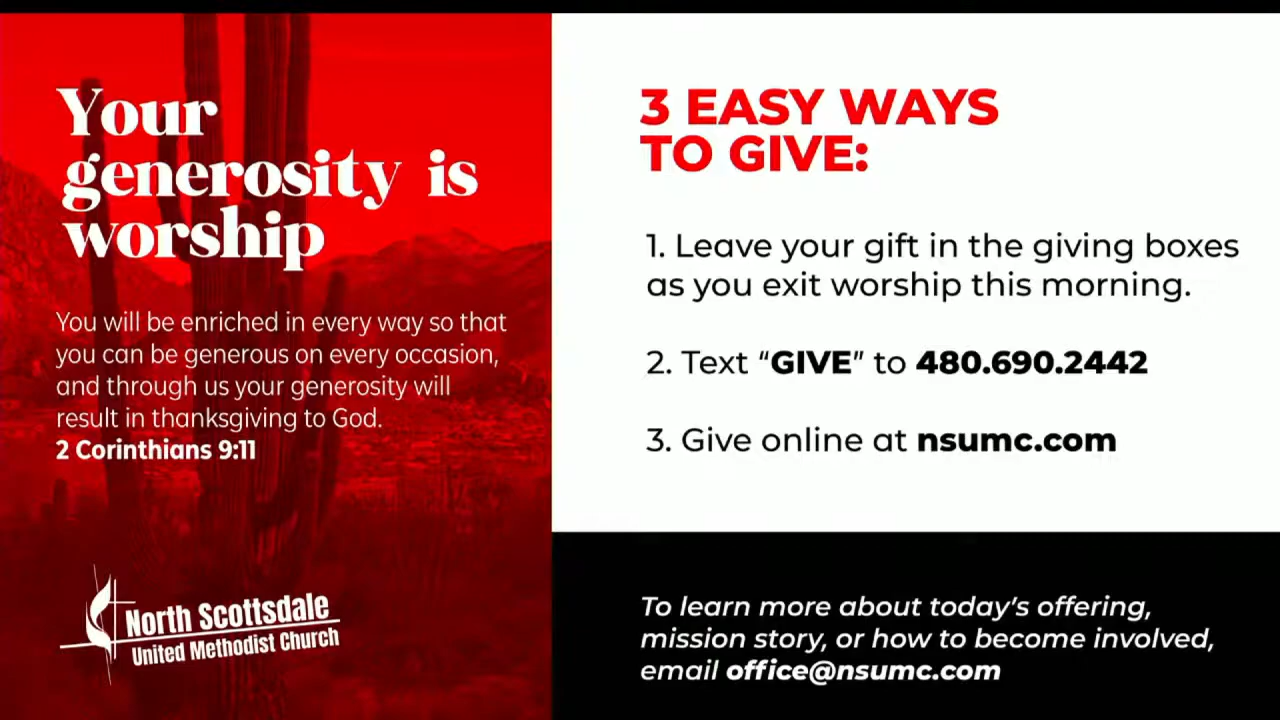 Your
generosity is
worship
You will be enriched in every way so that
you can be generous on every occasion,
and through us your generosity will
result in thanksgiving to God.
2 Corinthians 9:11
North Scottsdale
United Methodist Church
3 EASY WAYS
TO GIVE:
1. Leave your gift in the giving boxes
as you exit worship this morning.
2. Text “GIVE” to 480.690.2442
3. Give online at nsumc.com
To learn more about today's offering,
mission story, or how to become involved,
email office@nsumc.com